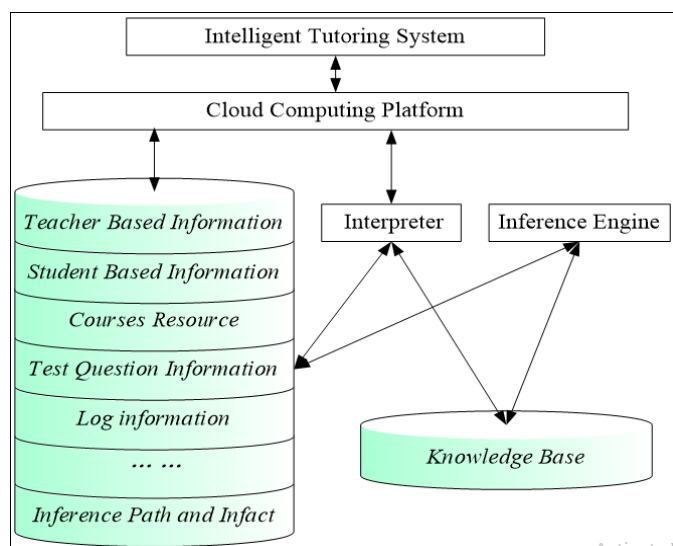 Intelligent Tutoring System
Cloud Computing Platform
Teacher Based Information
Interpreter
Inference Engine
Student Based Information
Courses Resource
Test Question Information
Log information
... ...
Knowledge Base
Inference Path and Infact